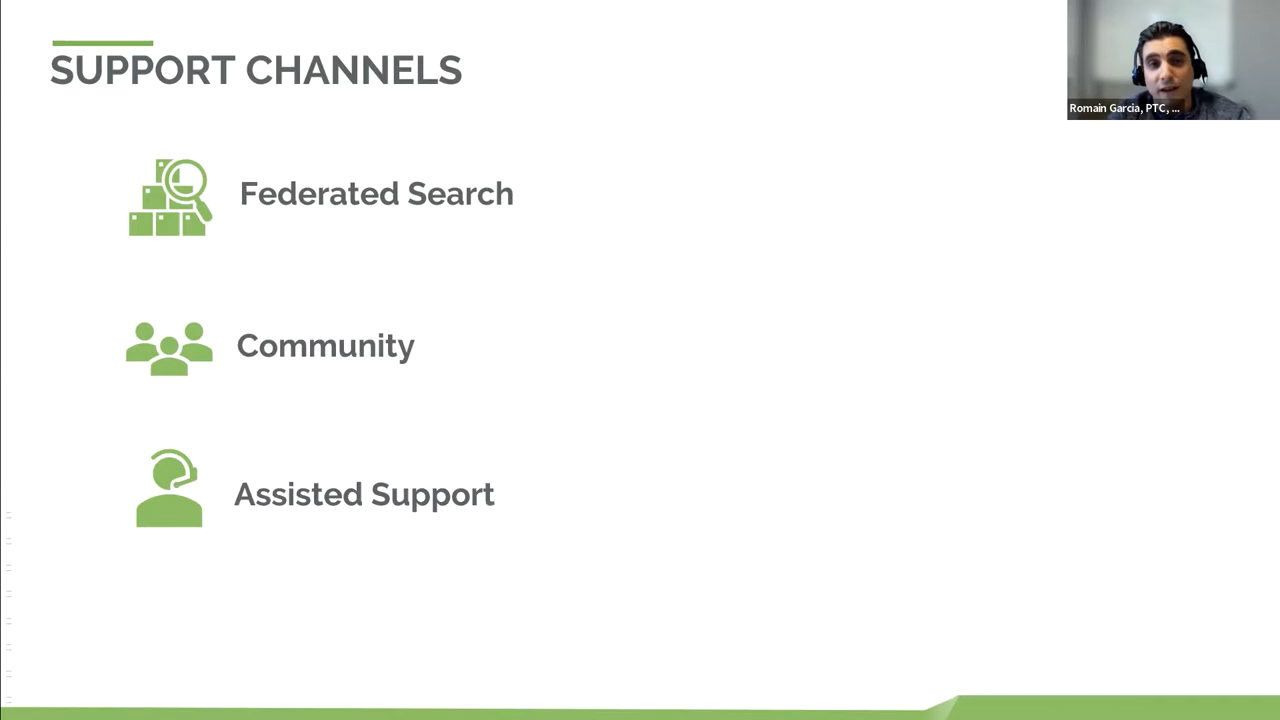 SUPPORT CHANNELS
Romain Garcia, PTC, ...
Federated Search
Community
Assisted Support